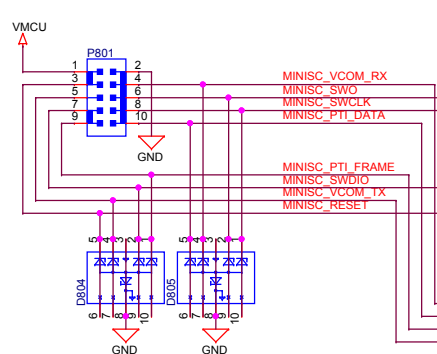 VMCU
P801
1 2
3 4
5 6
7 8
9 10
GND
MINISC_VCOM_RX
MINISC_SWO
MINISC_SWCLK
MINISC_PTI_DATA
MINISC_PTI_FRAME
MINISC_SWDIO
MINISC_VCOM_TX
MINISC_RESET
5 4 3 2 1
D804
6 7 8 9 10
GND
5 4 3 2 1
D805
6 7 8 9 10
GND